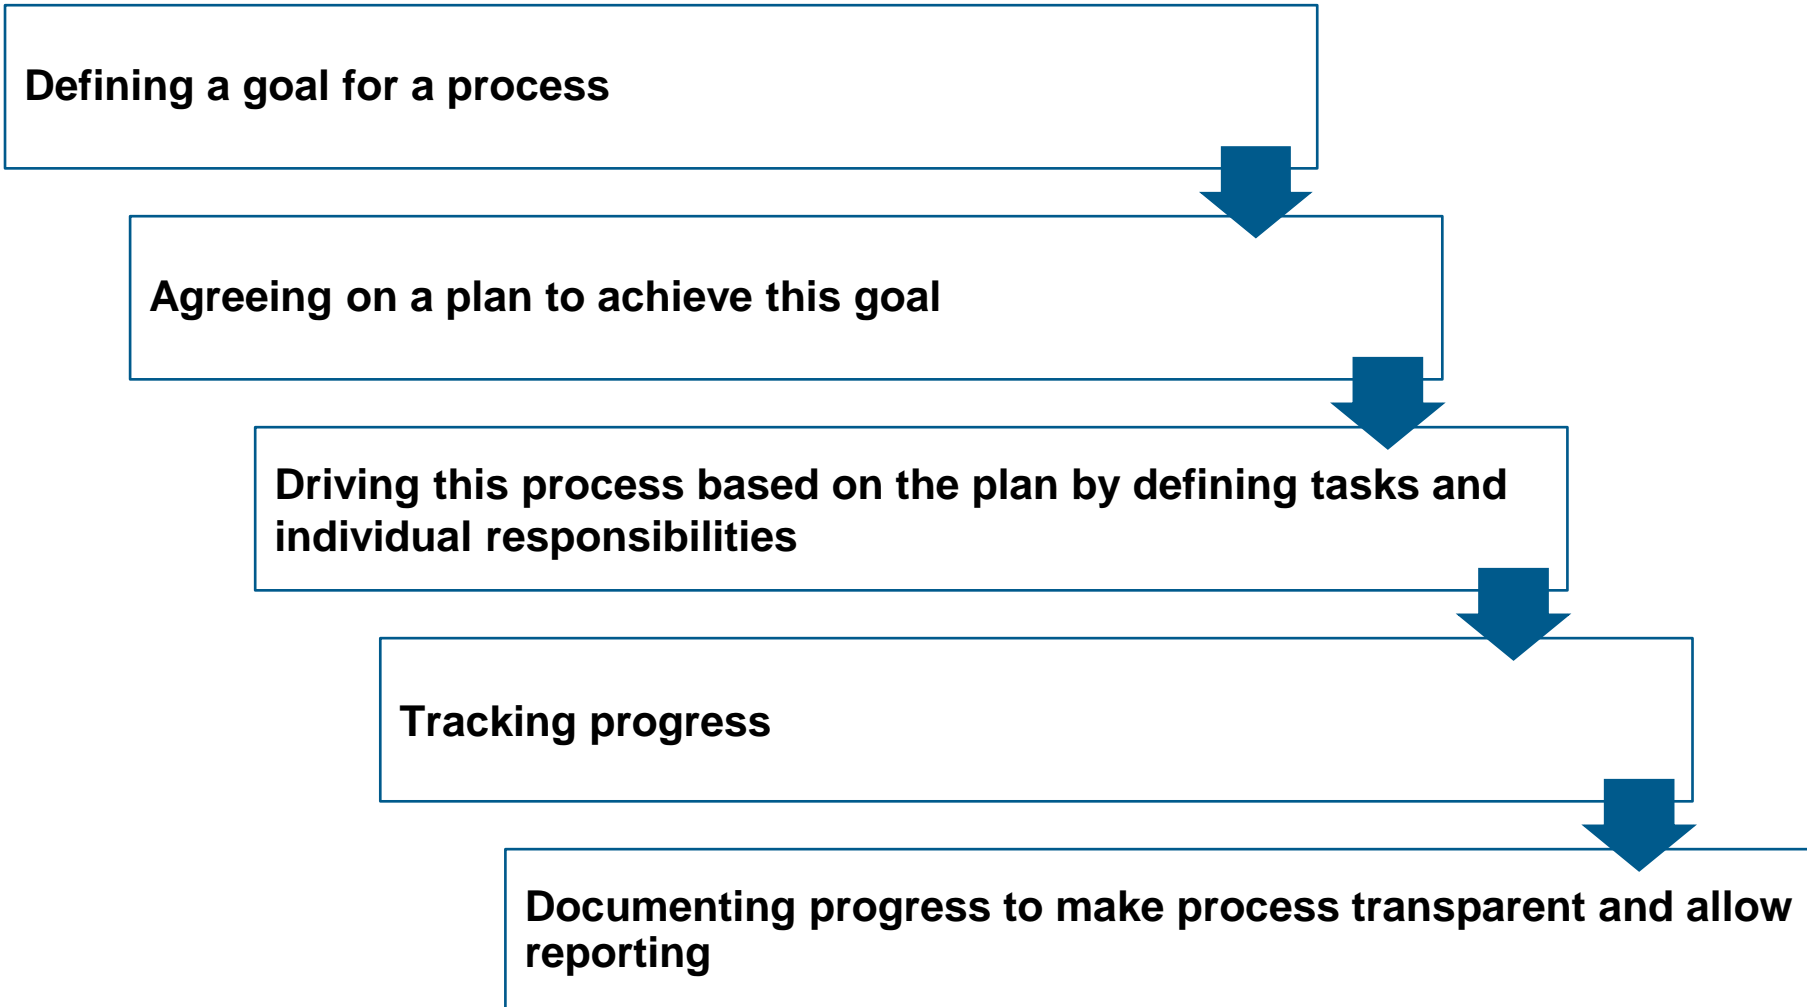 Defining a goal for a process
Agreeing on a plan to achieve this goal
Driving this process based on the plan by defining tasks and
individual responsibilities
Tracking progress
Documenting progress to make process transparent and allow
reporting